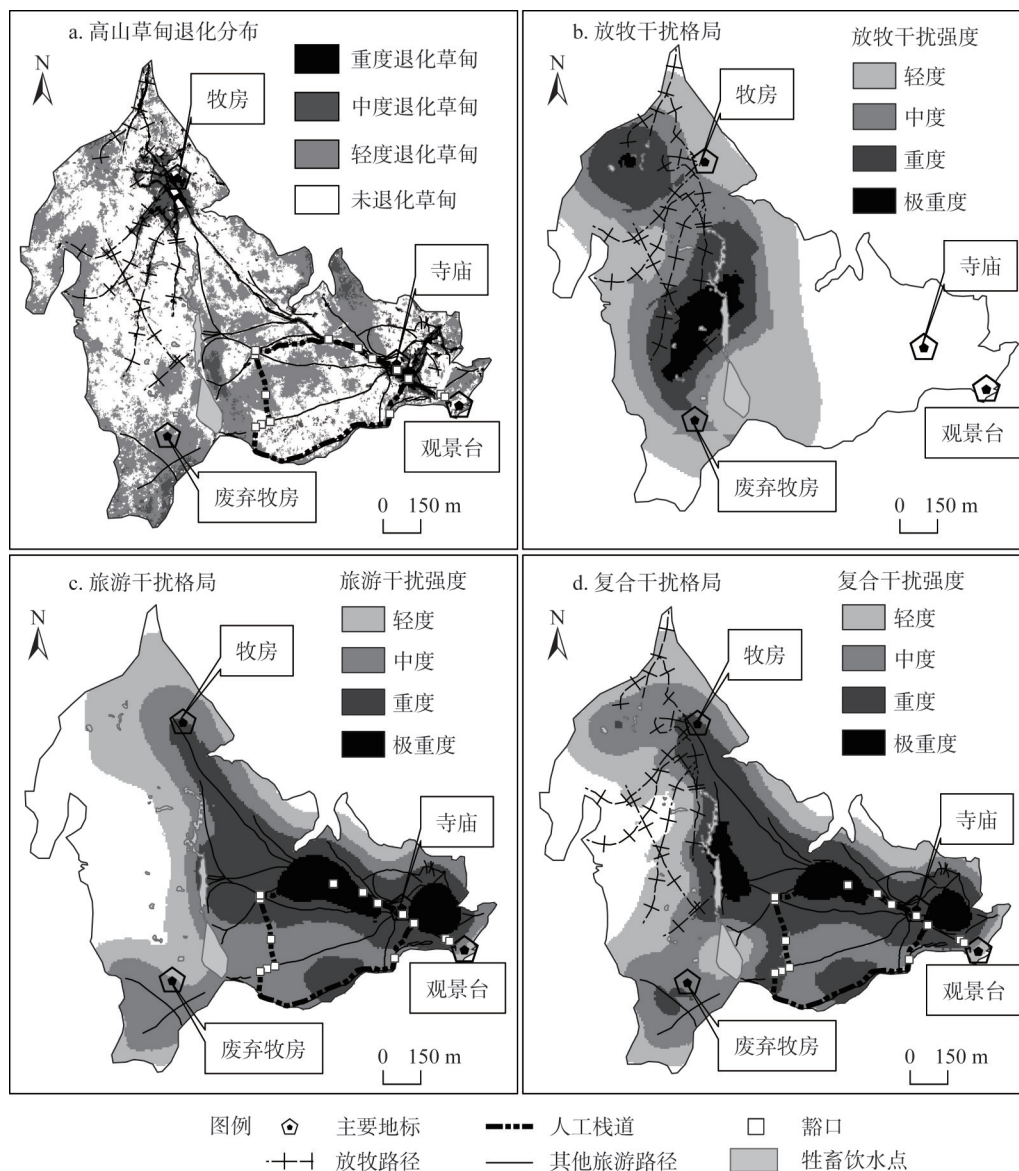 a. 高山草甸退化分布
N
重度退化草甸
中度退化草甸
轻度退化草甸
未退化草甸
牧房
寺庙
观景台
废弃牧房
0 150 m
b. 放牧干扰格局
N
放牧干扰强度
轻度
中度
重度
极重度
牧房
寺庙
观景台
废弃牧房
0 150 m
c. 旅游干扰格局
N
旅游干扰强度
轻度
中度
重度
极重度
牧房
寺庙
观景台
废弃牧房
0 150 m
d. 复合干扰格局
N
复合干扰强度
轻度
中度
重度
极重度
牧房
寺庙
观景台
废弃牧房
0 150 m
图例 主要地标 人工栈道 豁口
放牧路径 其他旅游路径 牲畜饮水点